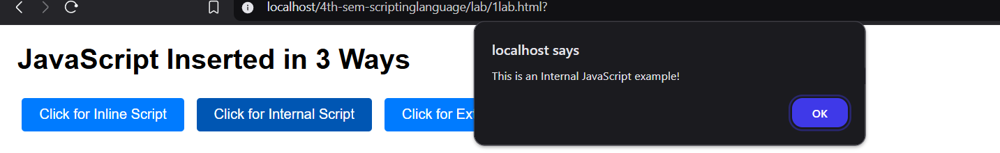 localhost/4th-sem-scriptinglanguage/lab/1lab.html?
JavaScript Inserted in 3 Ways
localhost says
This is an Internal JavaScript example!
Click for Inline Script
Click for Internal Script
Click for Ext
OK